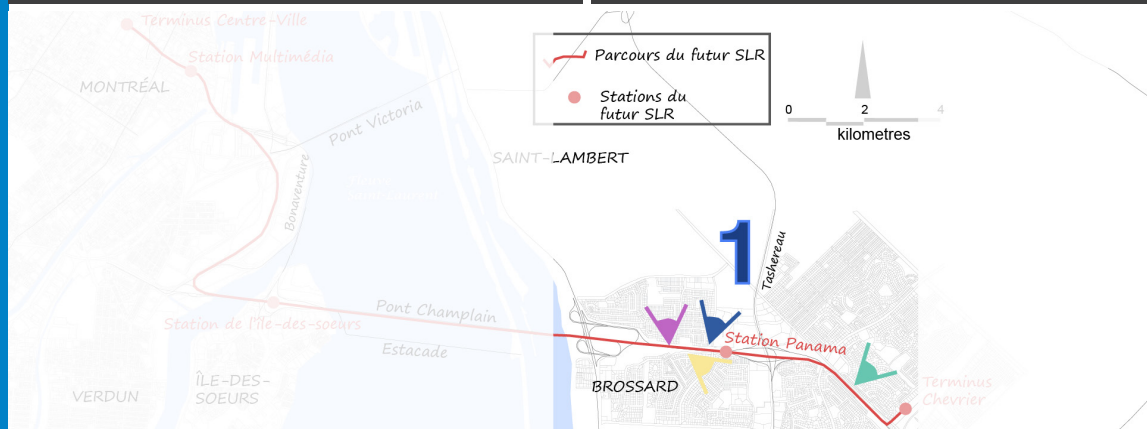 Terminus Centre-Ville
Station Multimédia
MONTRÉAL
Pont Victoria
Bonaventure
Parcours du futur SLR
Stations du
futur SLR
0 2 4
kilometres
SAINT-LAMBERT
1
Tashereau
Pont Champlain
Station de l'île-des-soeurs
Estacade
Station Panama
ÎLE-DES-
SOEURS
VERDUN
BROSSARD
Terminus
Chevrier